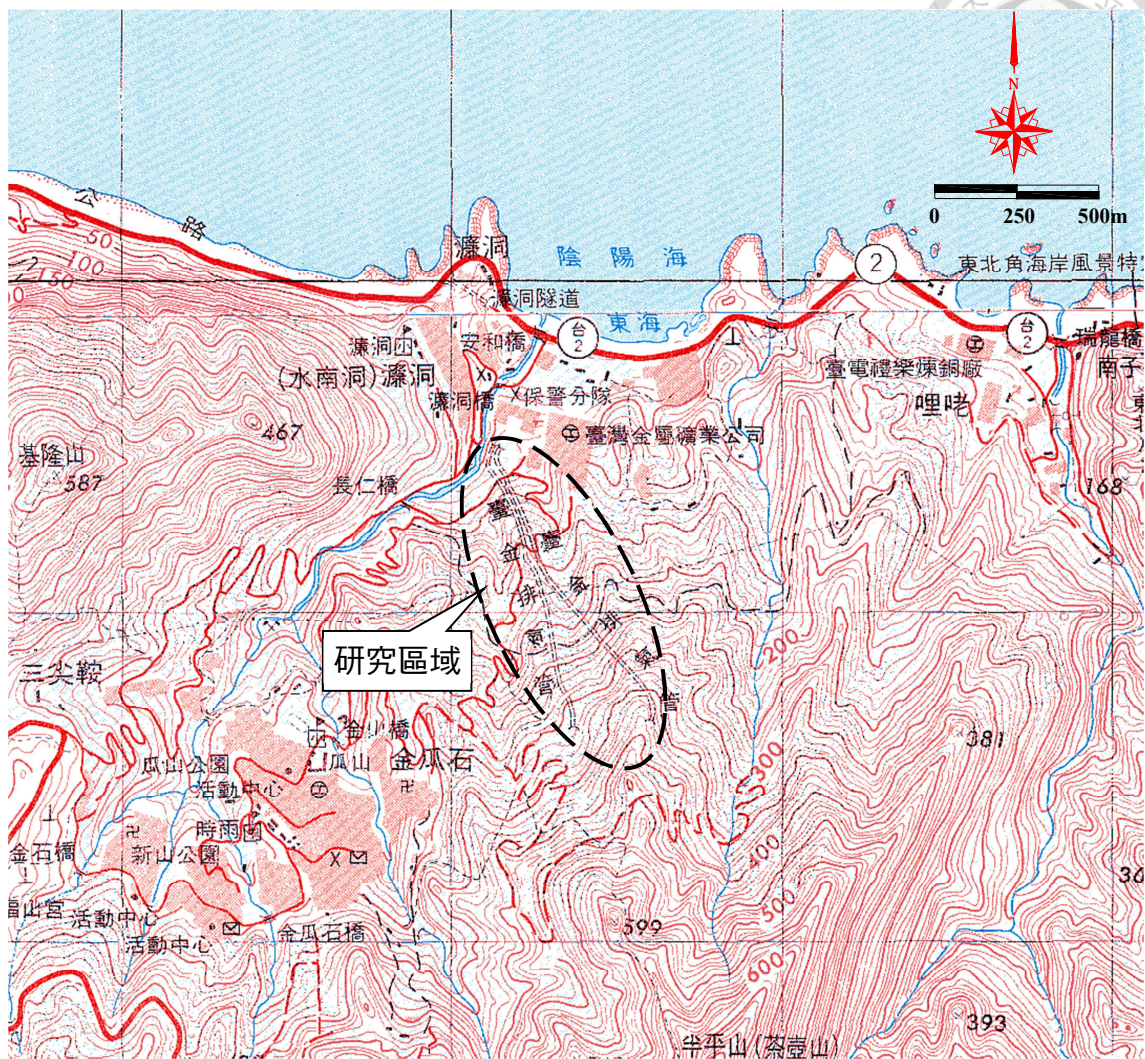 N
0 250 500m
公路
50
100
150
濂洞
陰陽海
2
東北角海岸風景特
濂洞隧道
東海
台2
台2
瑞龍橋
南子
濂洞
安和橋
(水南洞)濂洞
濂洞橋
保警分隊
臺電禮樂煉銅廠
哩咾
467
臺灣金屬礦業公司
基隆山
587
長仁橋
168
臺金排氣管
臺金排氣管
研究區域
200
三尖鞍
金山橋
瓜山
金瓜石
381
瓜山公園
活動中心
300
時雨
金石橋
新山公園
400
36
福山宮
活動中心
活動中心
金瓜石橋
500
599
600
393
半平山(茶壺山)